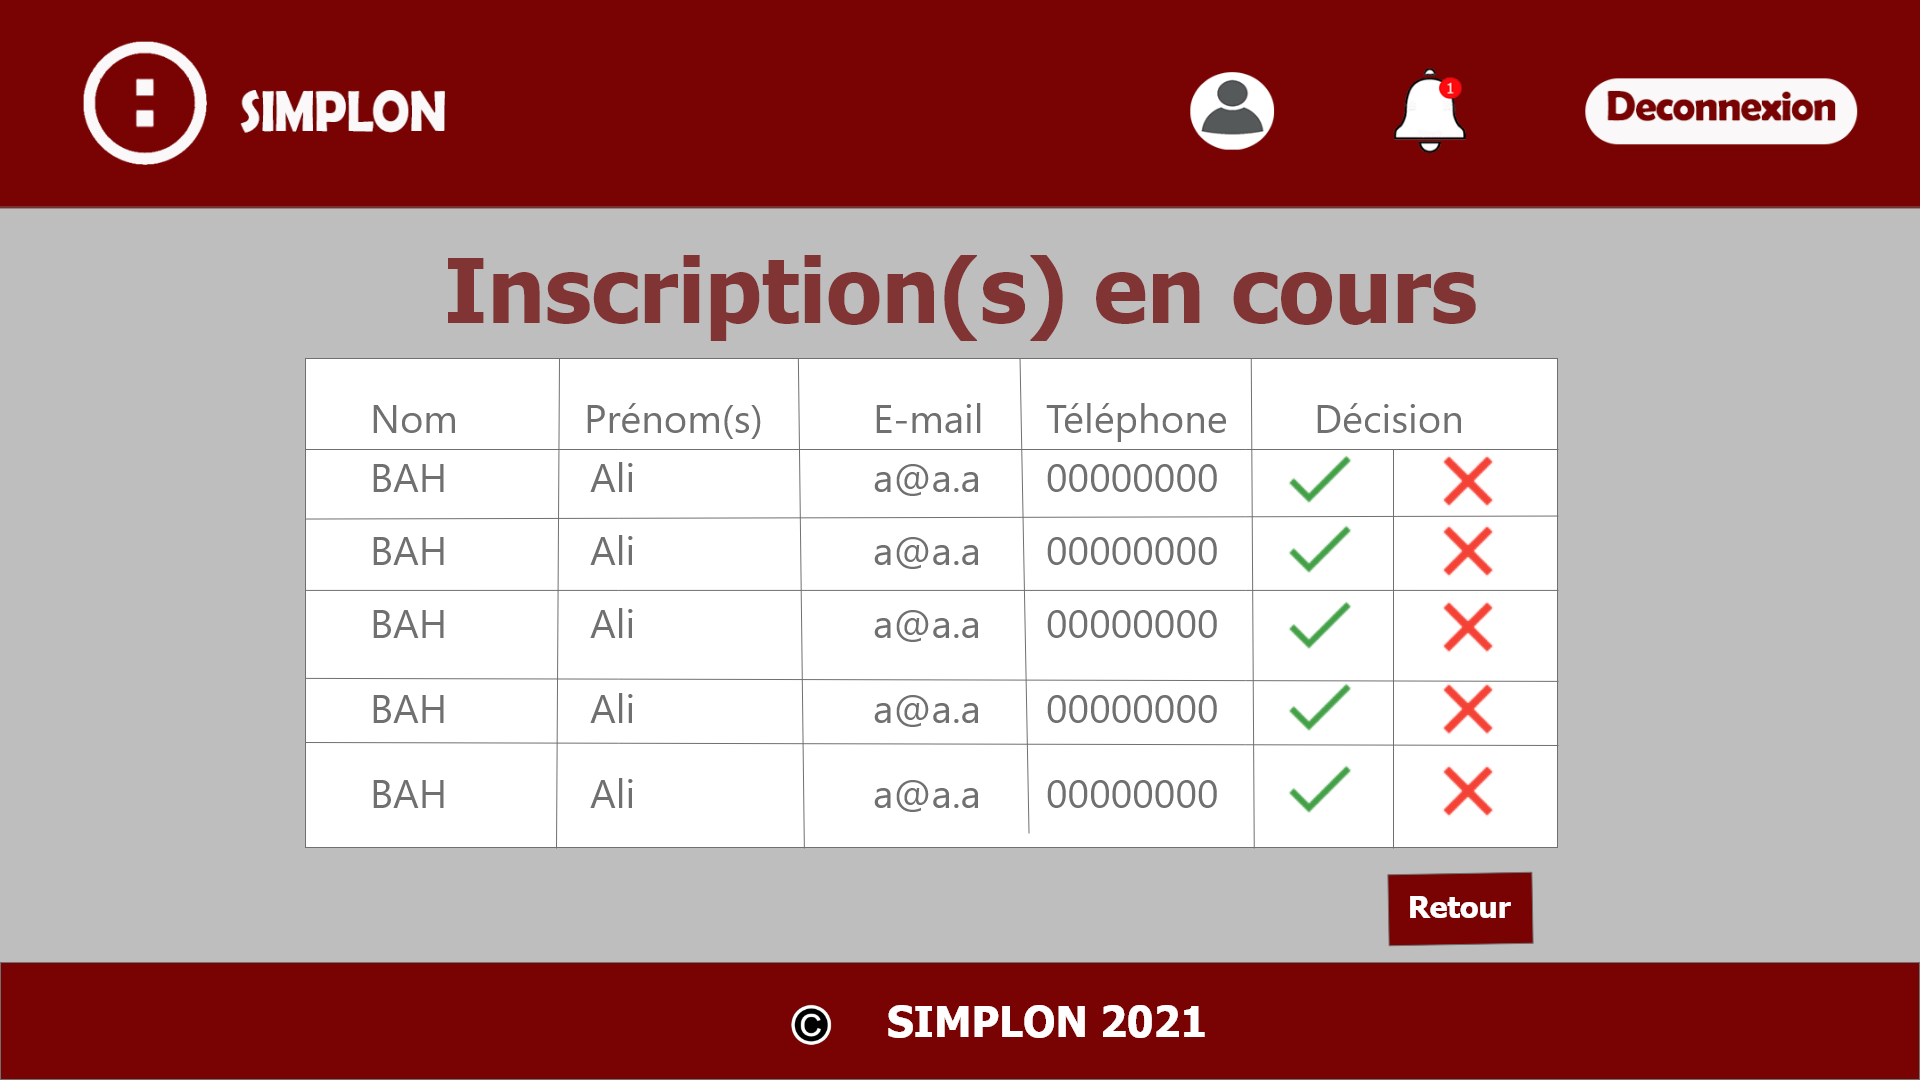 SIMPLON
1
Deconnexion
Inscription(s) en cours
Nom Prénom(s) E-mail Téléphone Décision
BAH Ali a@a.a 00000000
BAH Ali a@a.a 00000000
BAH Ali a@a.a 00000000
BAH Ali a@a.a 00000000
BAH Ali a@a.a 00000000
Retour
© SIMPLON 2021